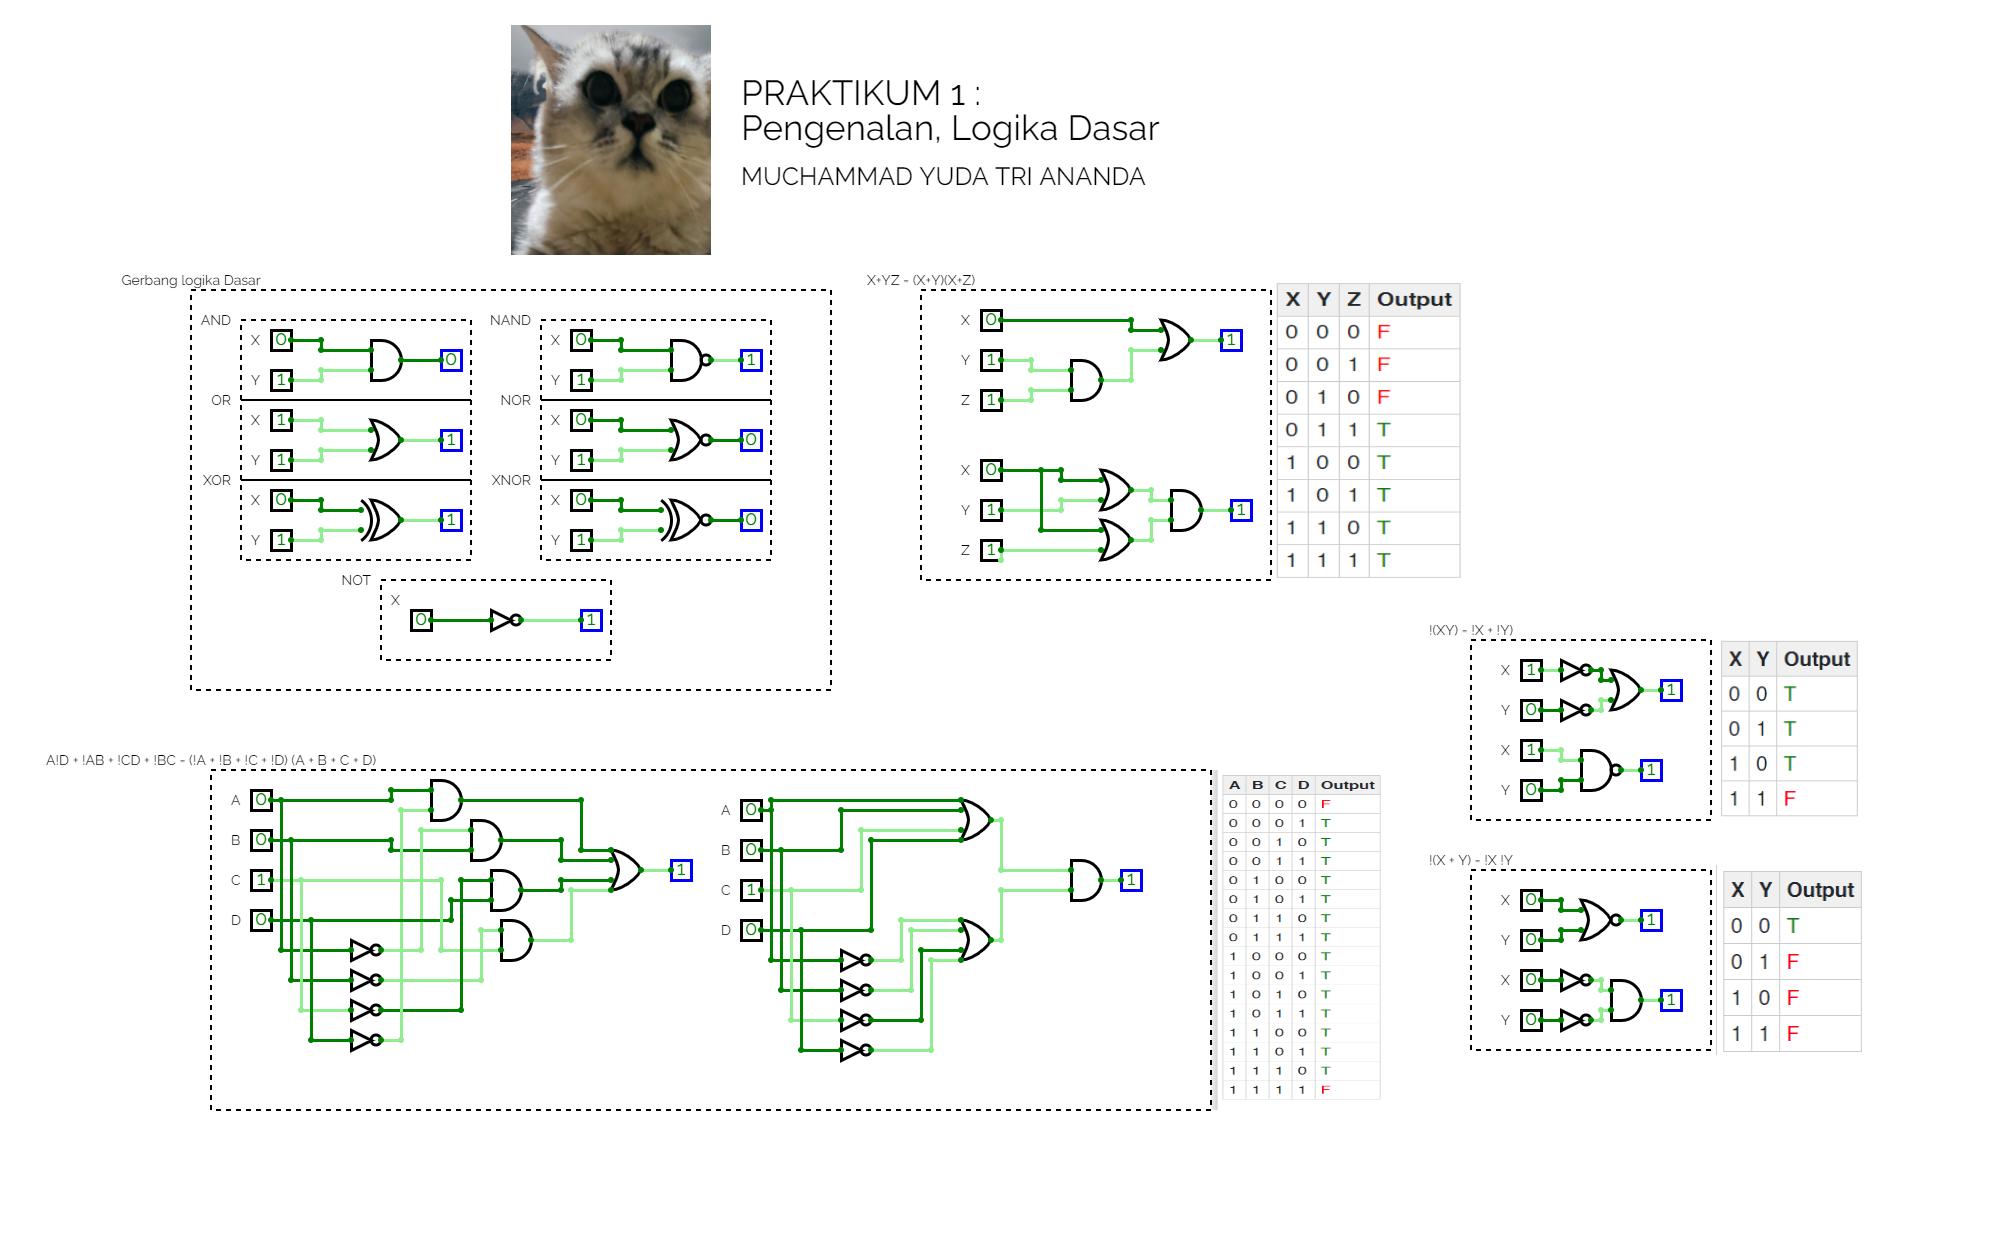 PRAKTIKUM 1 :
Pengenalan, Logika Dasar
MUCHAMMAD YUDA TRI ANANDA
Gerbang logika Dasar
AND
X 0
Y 1
0
OR
X 1
Y 1
1
XOR
X 0
Y 1
1
NAND
X 0
Y 1
1
NOR
X 0
Y 1
0
XNOR
X 0
Y 1
0
NOT
X
0 1
X+YZ - (X+Y)(X+Z)
X 0
Y 1
Z 1
1
X 0
Y 1
Z 1
1
X Y Z Output
0 0 0 F
0 0 1 F
0 1 0 F
0 1 1 T
1 0 0 T
1 0 1 T
1 1 0 T
1 1 1 T
!(XY) - !X + !Y)
X 1
Y 0
1
X 1
Y 0
1
X Y Output
0 0 T
0 1 T
1 0 T
1 1 F
A!D + !AB + !CD + !BC - (!A + !B + !C + !D) (A + B + C + D)
A 0
B 0
C 1
D 0
1
A 0
B 0
C 1
D 0
1
A B C D Output
0 0 0 0 F
0 0 0 1 T
0 0 1 0 T
0 0 1 1 T
0 1 0 0 T
0 1 0 1 T
0 1 1 0 T
0 1 1 1 T
1 0 0 0 T
1 0 0 1 T
1 0 1 0 T
1 0 1 1 T
1 1 0 0 T
1 1 0 1 T
1 1 1 0 T
1 1 1 1 F
!(X + Y) - !X !Y
X 0
Y 0
1
X 0
Y 0
1
X Y Output
0 0 T
0 1 F
1 0 F
1 1 F